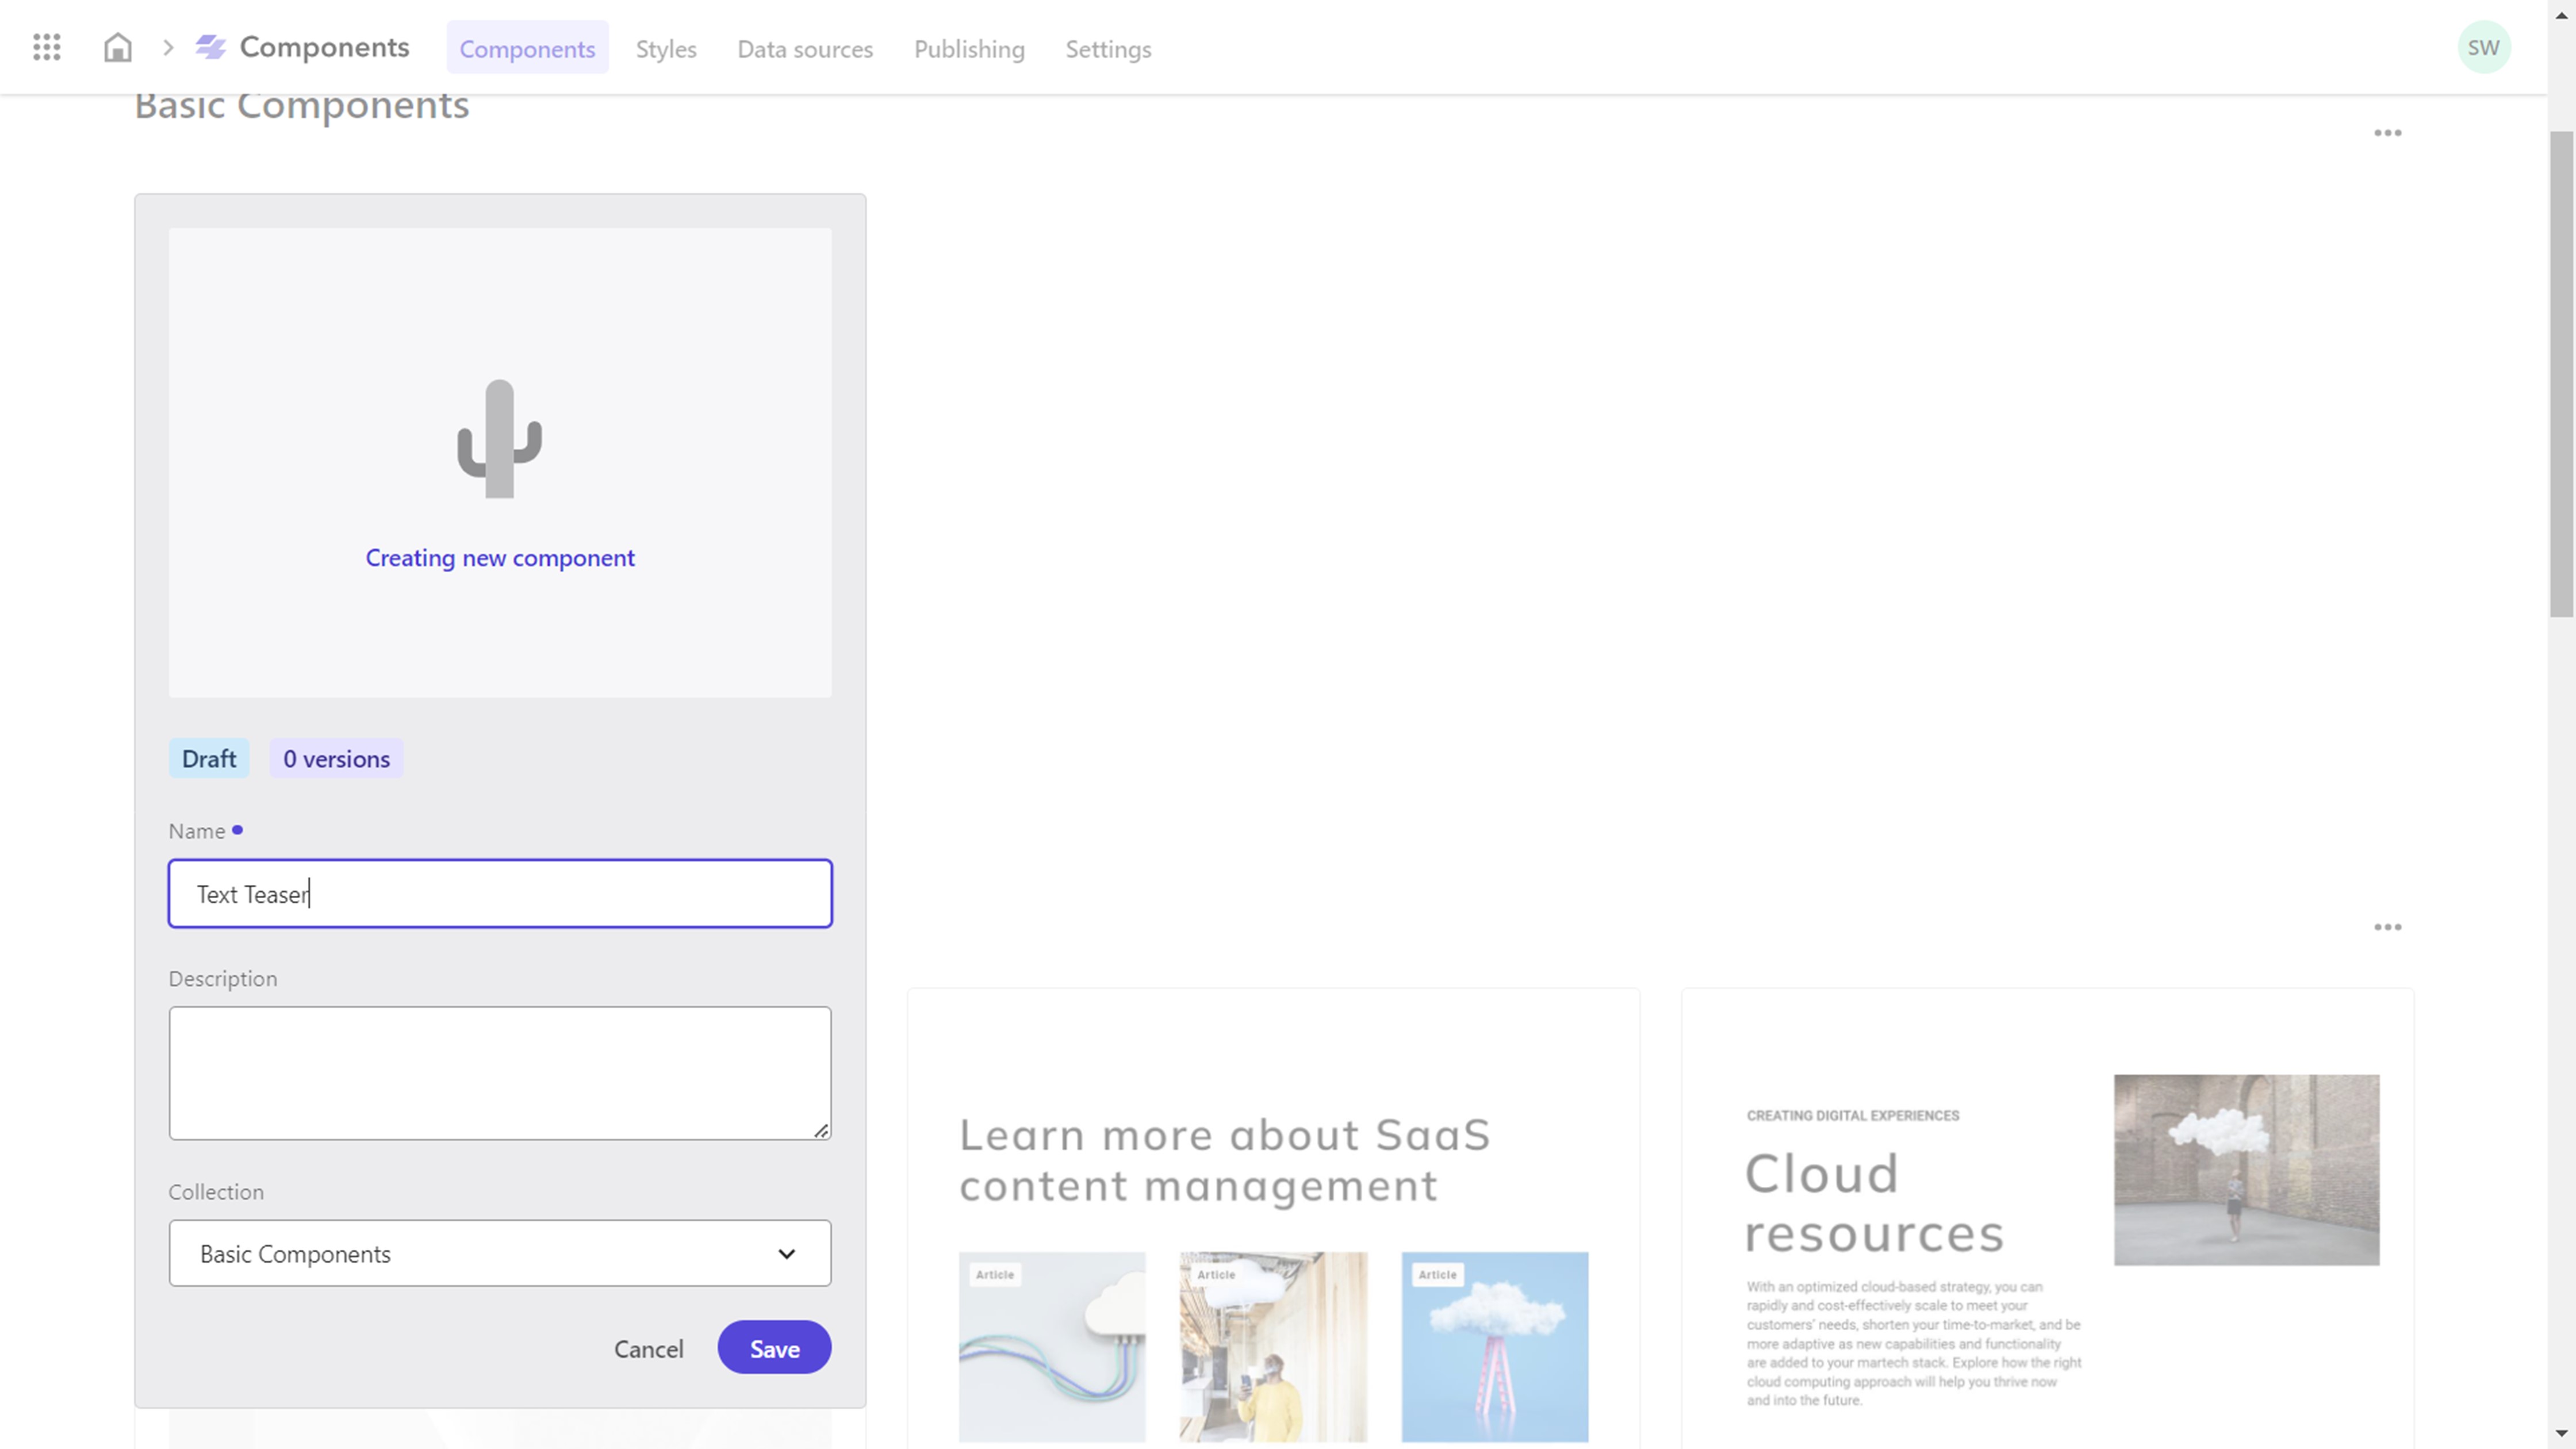 Components
Components
Styles
Data sources
Publishing
Settings
SW
Basic Components
Creating new component
Draft
0 versions
Name
Text Teaser
Description
Collection
Basic Components
Cancel
Save
Learn more about SaaS
content management
Article
Article
Article
CREATING DIGITAL EXPERIENCES
Cloud
resources
With an optimized cloud-based strategy, you can
rapidly and cost-effectively scale to meet your
customers' needs, shorten your time-to-market, and be
more adaptive as new capabilities and functionality
are added to your martech stack. Explore how the right
cloud computing approach will help you thrive now
and into the future.